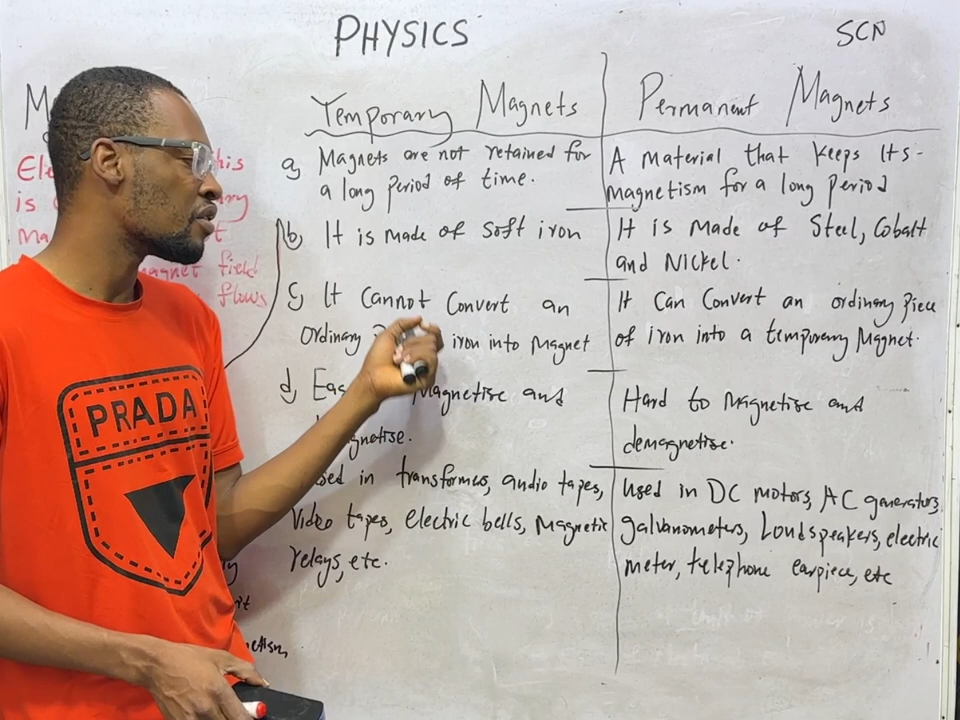 PHYSICS
SCN
Temporary Magnets
Permanent Magnets
a, Magnets are not retained for
a long period of time.
A material that keeps its-
magnetism for a long period
b, It is made of soft iron
It is made of Steel, Cobalt
and Nickel.
c, It cannot convert an
ordinary iron into magnet
It can convert an ordinary piece
of iron into a temporary Magnet.
d, magnetise and
Hard to magnetise and
demagnetise.
in transformes, audio tapes,
video tapes, electric bells, magnetic
relays, etc.
Used in DC motors, AC generators,
galvanometers, Loudspeakers, electric
meter, telephone earpiece, etc
is
field
flows
PRADA